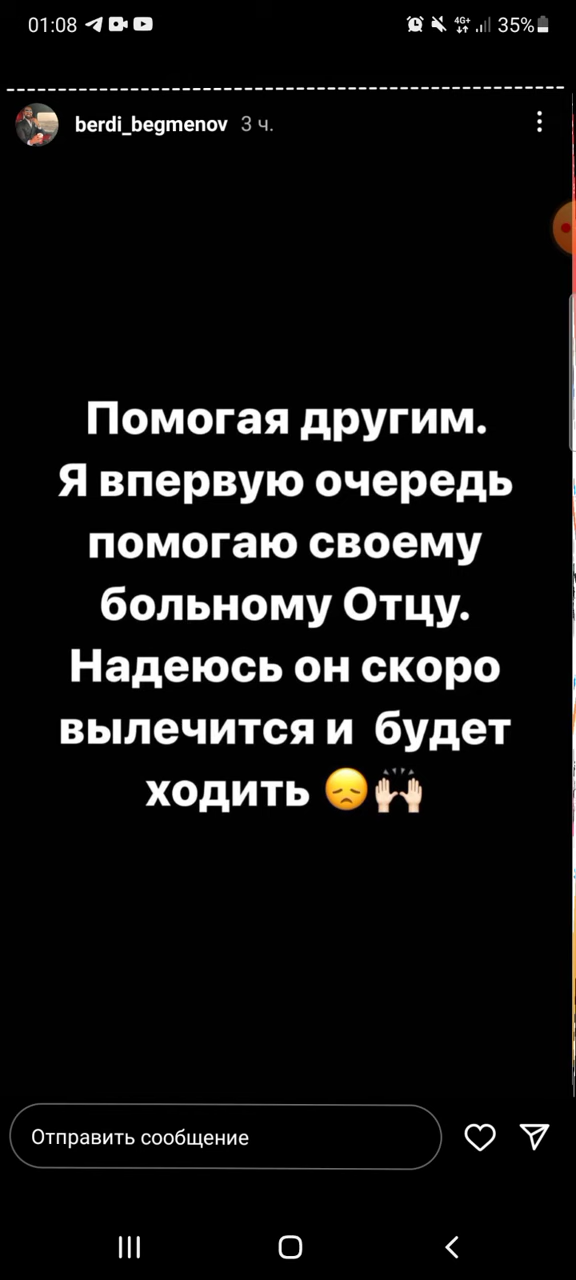 01:08 4G+ 35%
berdi_begmenov 3 ч.
Помогая другим.
Я впервую очередь
помогаю своему
больному Отцу.
Надеюсь он скоро
вылечится и будет
ходить 😞🙌🏻
Отправить сообщение